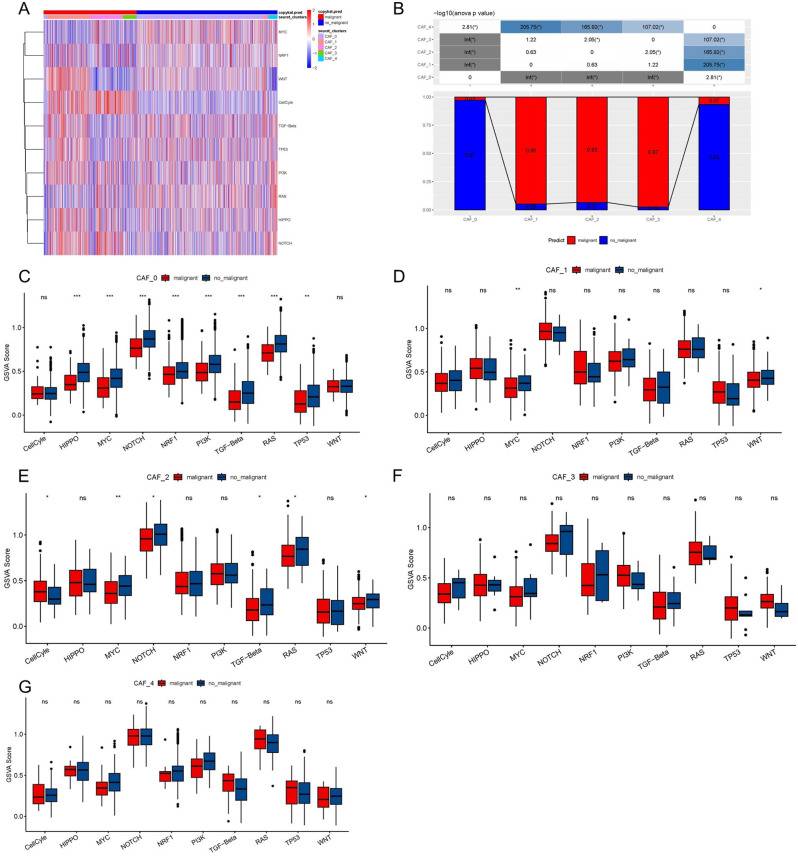 A
copykat.pred
seurat_clusters
MYC
NRF1
WNT
CellCycle
TGF-Beta
TP53
PI3K
RAS
HIPPO
NOTCH
copykat.pred
malignant
no_malignant
seurat_clusters
CAF_0
CAF_1
CAF_2
CAF_3
CAF_4
B
−log10(anova p value)
CAF_4 2.81(*) 205.75(*) 165.92(*) 107.02(*) 0
CAF_3 Inf(*) 1.22 2.05(*) 0 107.02(*)
CAF_2 Inf(*) 0.63 0 2.05(*) 165.92(*)
CAF_1 Inf(*) 0 0.63 1.22 205.75(*)
CAF_0 0 Inf(*) Inf(*) Inf(*) 2.81(*)
1.00
0.75
0.50
0.25
0.00
CAF_0 CAF_1 CAF_2 CAF_3 CAF_4
Predict malignant no_malignant
C
CAF_0 malignant no_malignant
ns *** *** *** *** *** *** *** ** ns
GSVA Score
1.0
0.5
0.0
CellCyle HIPPO MYC NOTCH NRF1 PI3K TGF-Beta RAS TP53 WNT
D
CAF_1 malignant no_malignant
ns ns ** ns ns ns ns ns ns *
GSVA Score
1.0
0.5
0.0
CellCyle HIPPO MYC NOTCH NRF1 PI3K TGF-Beta RAS TP53 WNT
E
CAF_2 malignant no_malignant
* ns ** * ns ns * * ns *
GSVA Score
1.0
0.5
0.0
CellCyle HIPPO MYC NOTCH NRF1 PI3K TGF-Beta RAS TP53 WNT
F
CAF_3 malignant no_malignant
ns ns ns ns ns ns ns ns ns ns
GSVA Score
1.0
0.5
0.0
CellCyle HIPPO MYC NOTCH NRF1 PI3K TGF-Beta RAS TP53 WNT
G
CAF_4 malignant no_malignant
ns ns ns ns ns ns ns ns ns ns
GSVA Score
1.0
0.5
0.0
CellCyle HIPPO MYC NOTCH NRF1 PI3K TGF-Beta RAS TP53 WNT